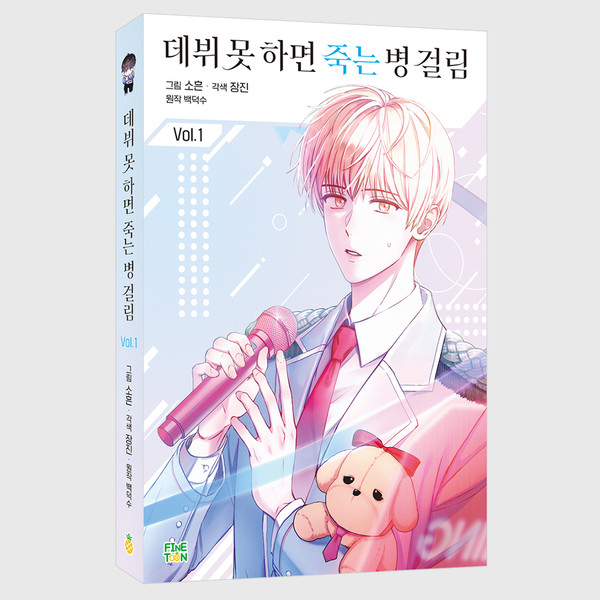 데뷔 못 하면 죽는 병 걸림
그림 소흔 · 각색 장진
원작 백덕수
Vol.1
데뷔 못 하면 죽는 병 걸림
Vol.1
그림 소흔 · 각색 장진 · 원작 백덕수
FINE
TOON